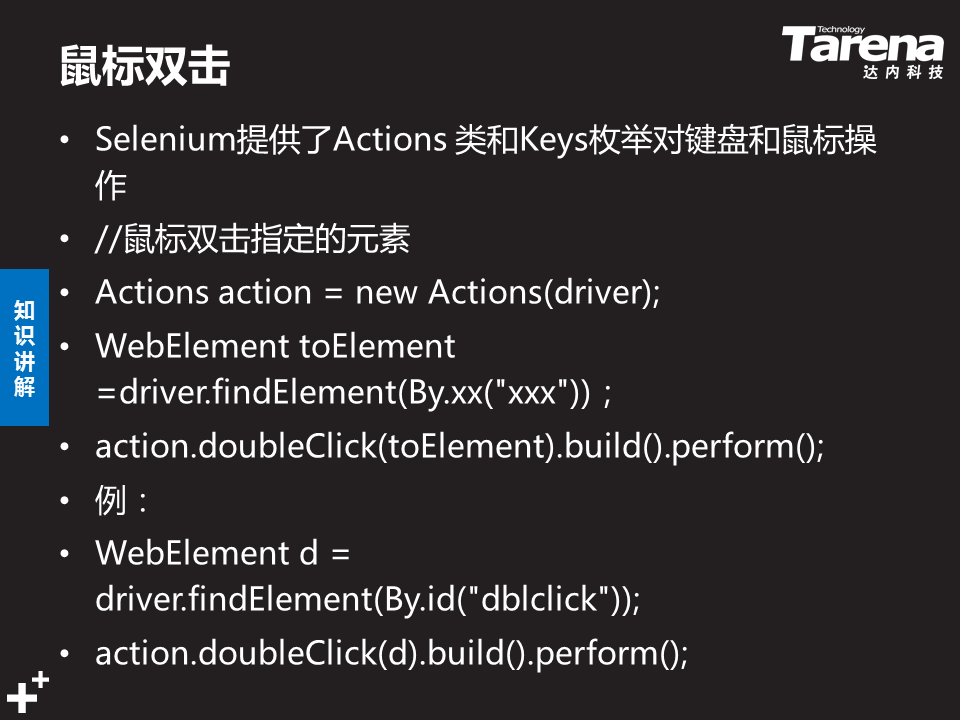 鼠标双击
Technology
Tarena
达内科技
• Selenium提供了Actions 类和Keys枚举对键盘和鼠标操
作
• //鼠标双击指定的元素
• Actions action = new Actions(driver);
• WebElement toElement
=driver.findElement(By.xx("xxx"))；
• action.doubleClick(toElement).build().perform();
• 例：
• WebElement d =
driver.findElement(By.id("dblclick"));
• action.doubleClick(d).build().perform();
知
识
讲
解